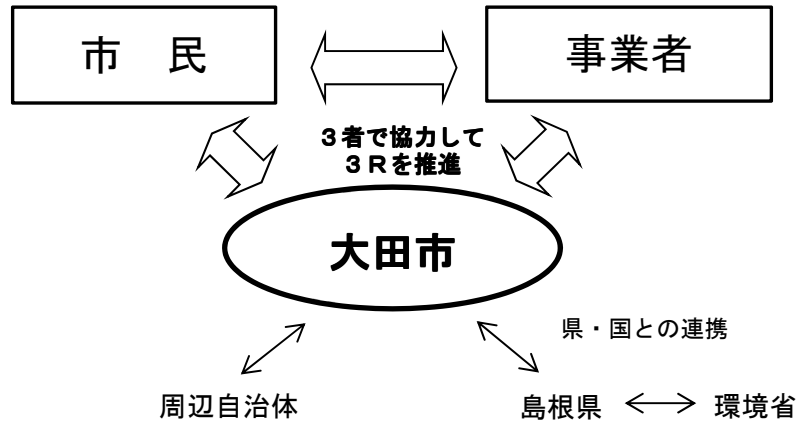 市　民
事業者
３者で協力して
３Ｒを推進
大田市
県・国との連携
周辺自治体
島根県
環境省